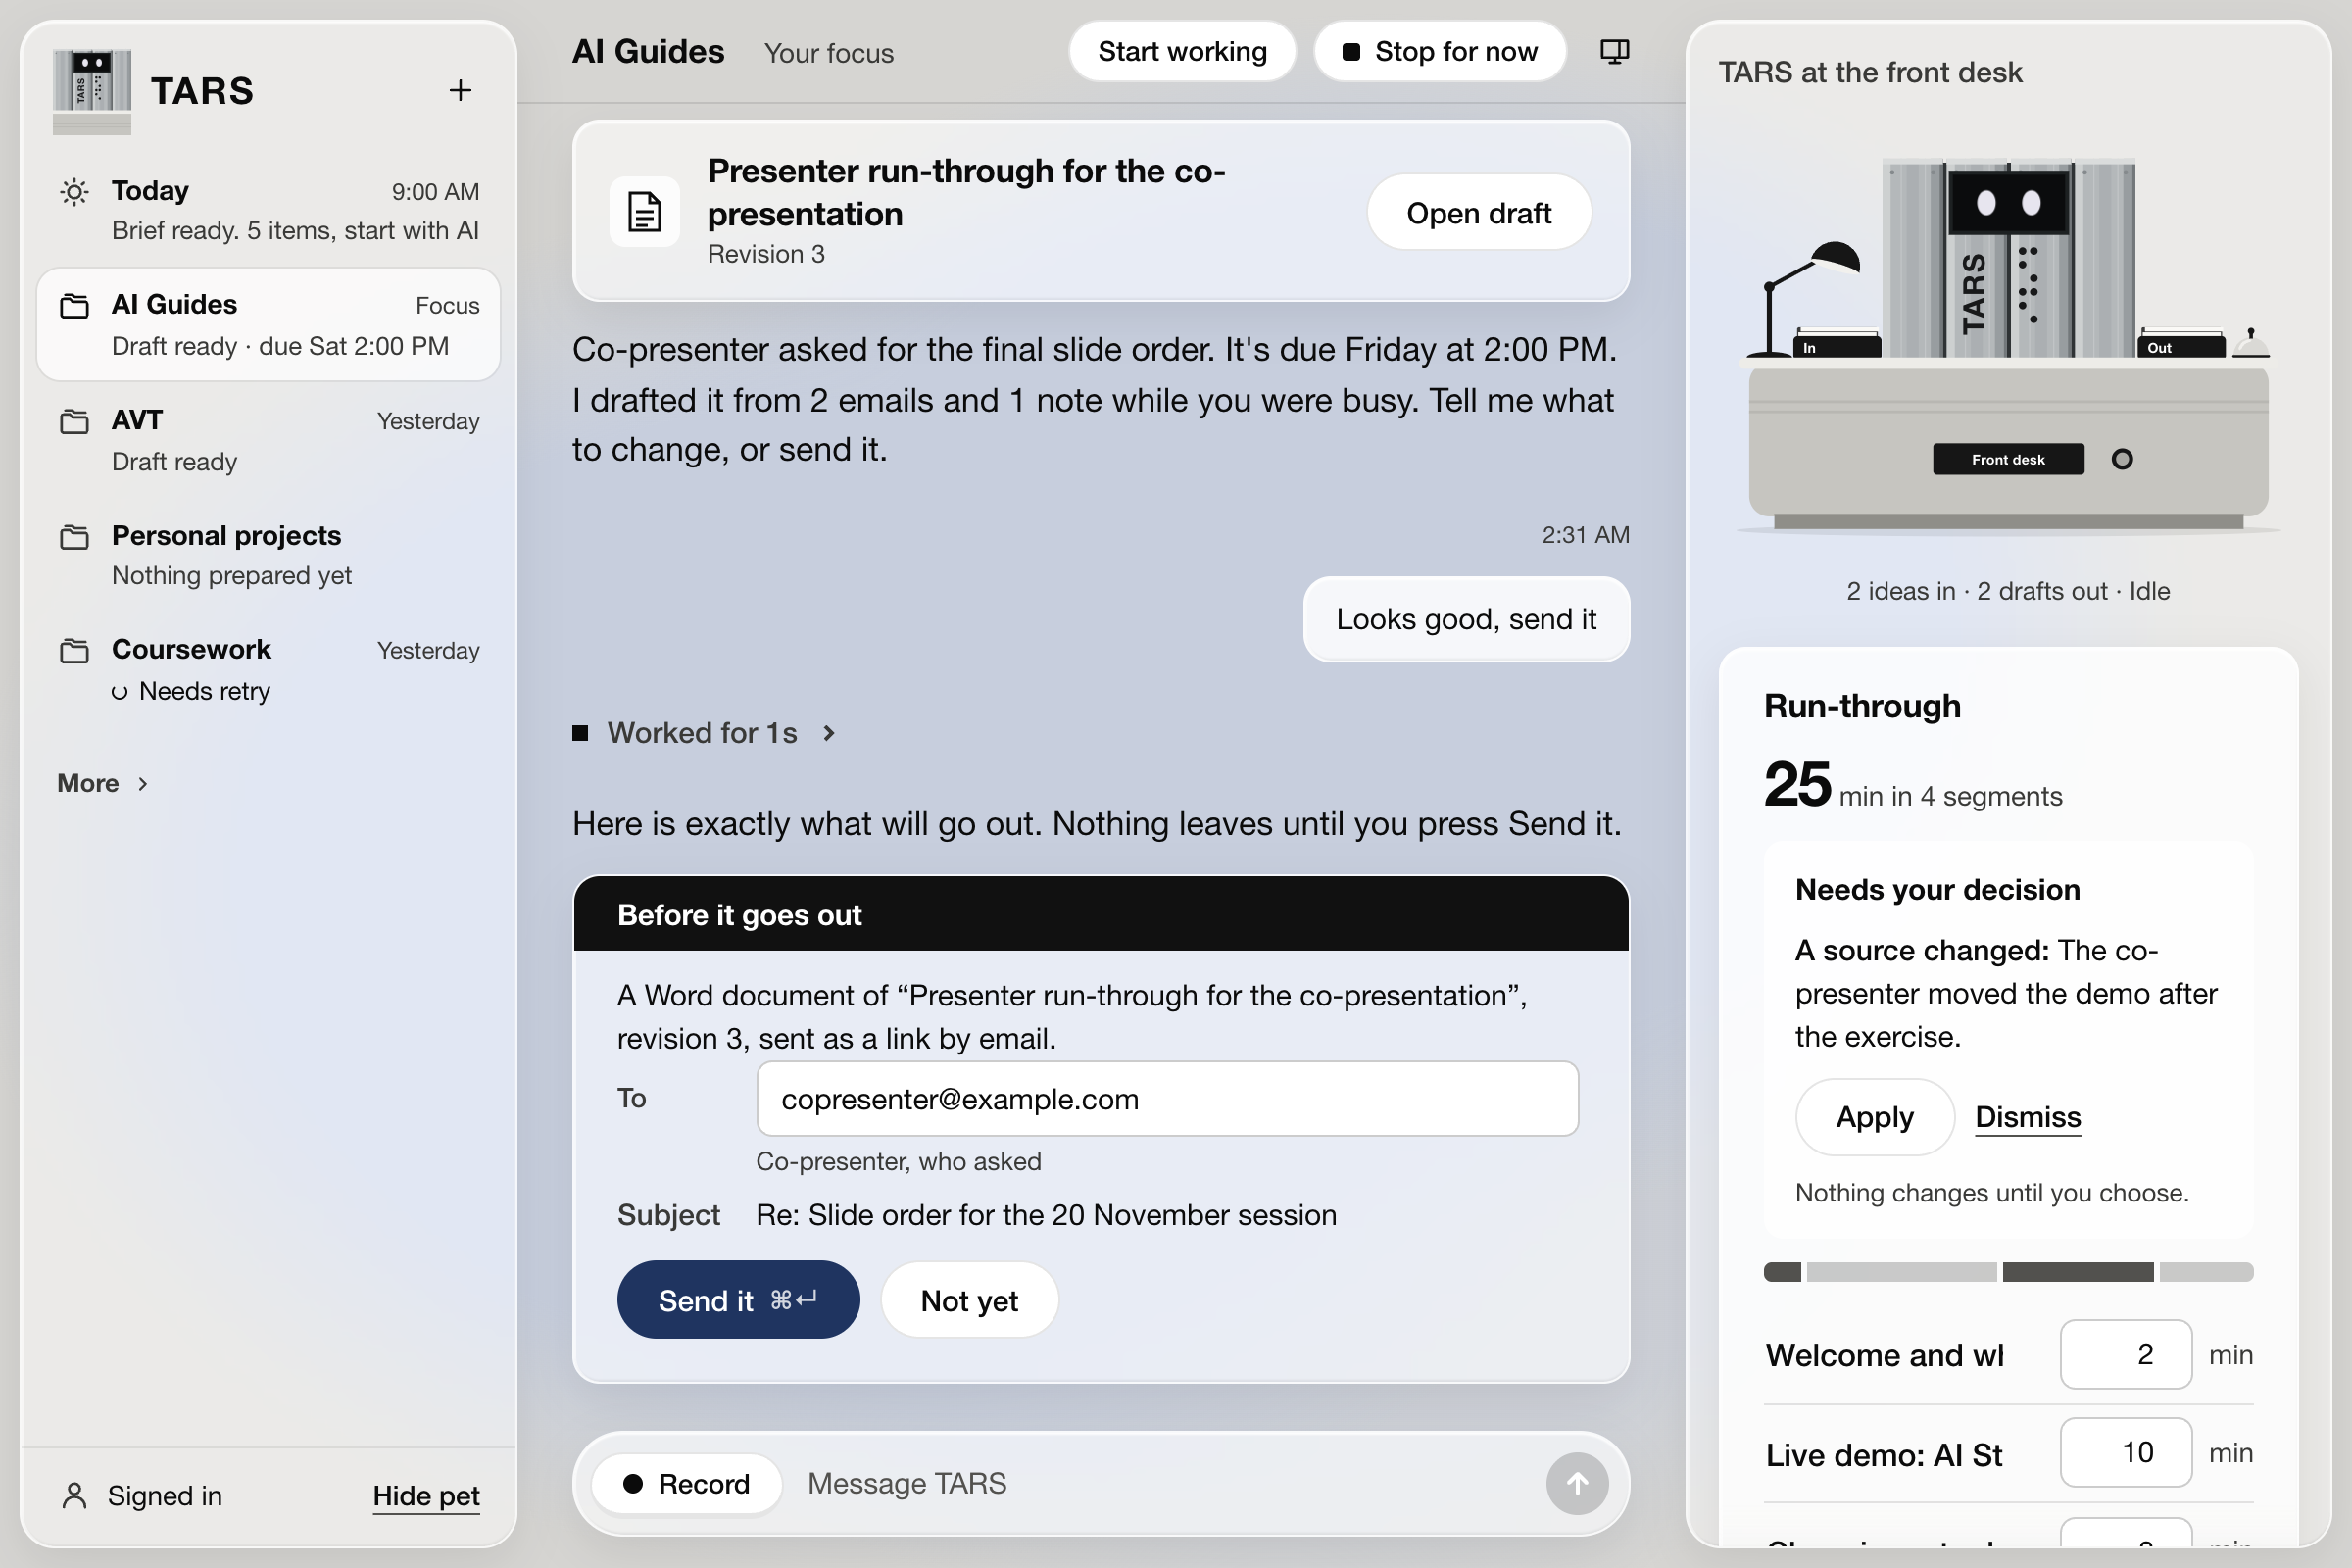 TARS
TARS
Today
9:00 AM
Brief ready. 5 items, start with AI
AI Guides
Focus
Draft ready · due Sat 2:00 PM
AVT
Yesterday
Draft ready
Personal projects
Nothing prepared yet
Coursework
Yesterday
Needs retry
More
Signed in
Hide pet
AI Guides
Your focus
Start working
Stop for now
Presenter run-through for the co-
presentation
Revision 3
Open draft
Co-presenter asked for the final slide order. It's due Friday at 2:00 PM.
I drafted it from 2 emails and 1 note while you were busy. Tell me what
to change, or send it.
2:31 AM
Looks good, send it
Worked for 1s
Here is exactly what will go out. Nothing leaves until you press Send it.
Before it goes out
A Word document of “Presenter run-through for the co-presentation”,
revision 3, sent as a link by email.
To
copresenter@example.com
Co-presenter, who asked
Subject
Re: Slide order for the 20 November session
Send it ⌘↵
Not yet
Record
Message TARS
TARS at the front desk
TARS
In
Out
Front desk
2 ideas in · 2 drafts out · Idle
Run-through
25 min in 4 segments
Needs your decision
A source changed: The co-
presenter moved the demo after
the exercise.
Apply
Dismiss
Nothing changes until you choose.
Welcome and
2
min
Live demo: AI St
10
min